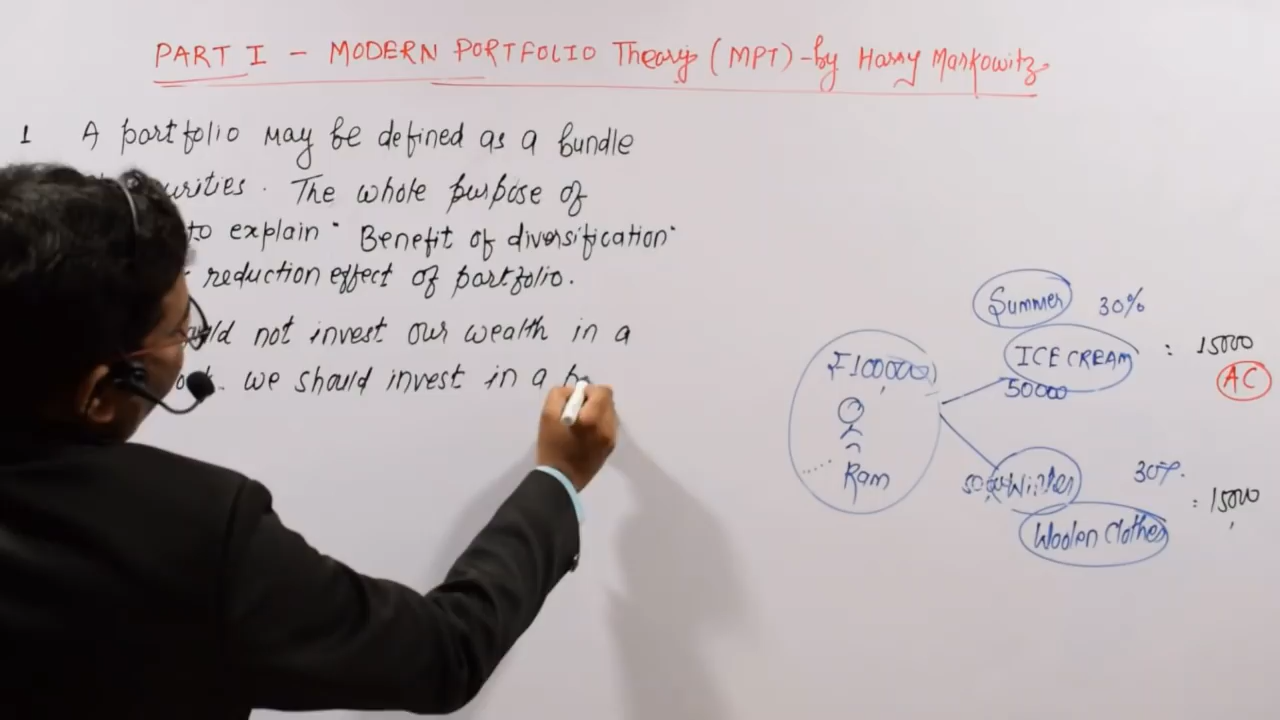 PART I - MODERN PORTFOLIO Theory (MPT) - by Harry Markowitz
1 A portfolio may be defined as a bundle
The whole purpose of
to explain " Benefit of diversification "
reduction effect of portfolio.
not invest our wealth in a
we should invest in a
Summer 30%
ICE CREAM : 15000
50000 AC
₹100000
Ram
Winter 30%
Woolen Clothes : 15000